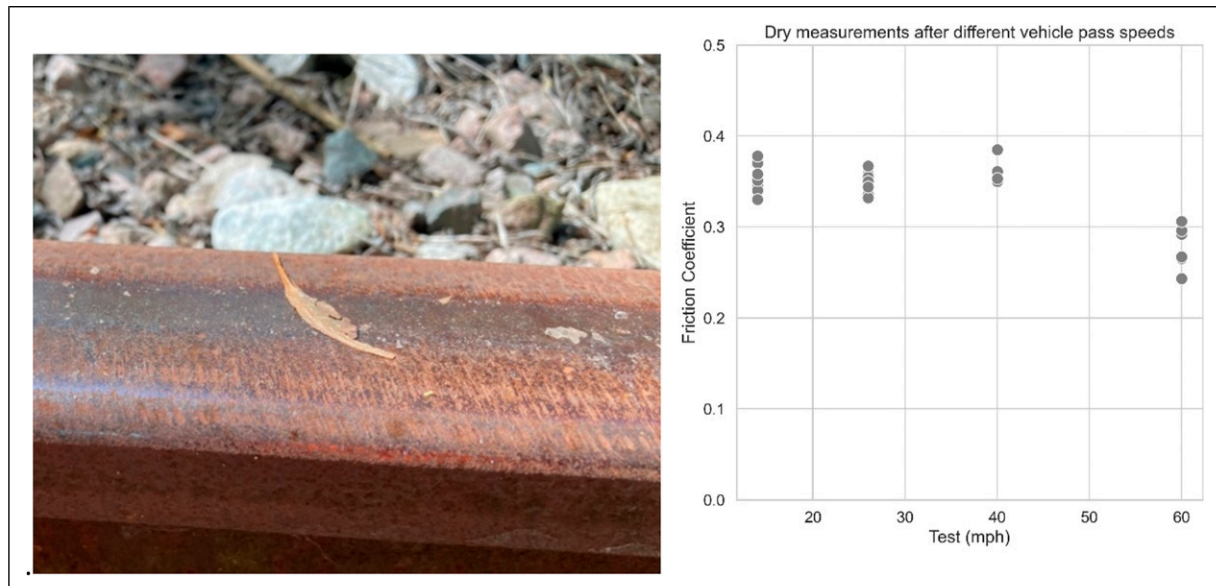 Dry measurements after different vehicle pass speeds
0.5
0.4
0.3
0.2
0.1
0.0
Friction Coefficient
20 30 40 50 60
Test (mph)